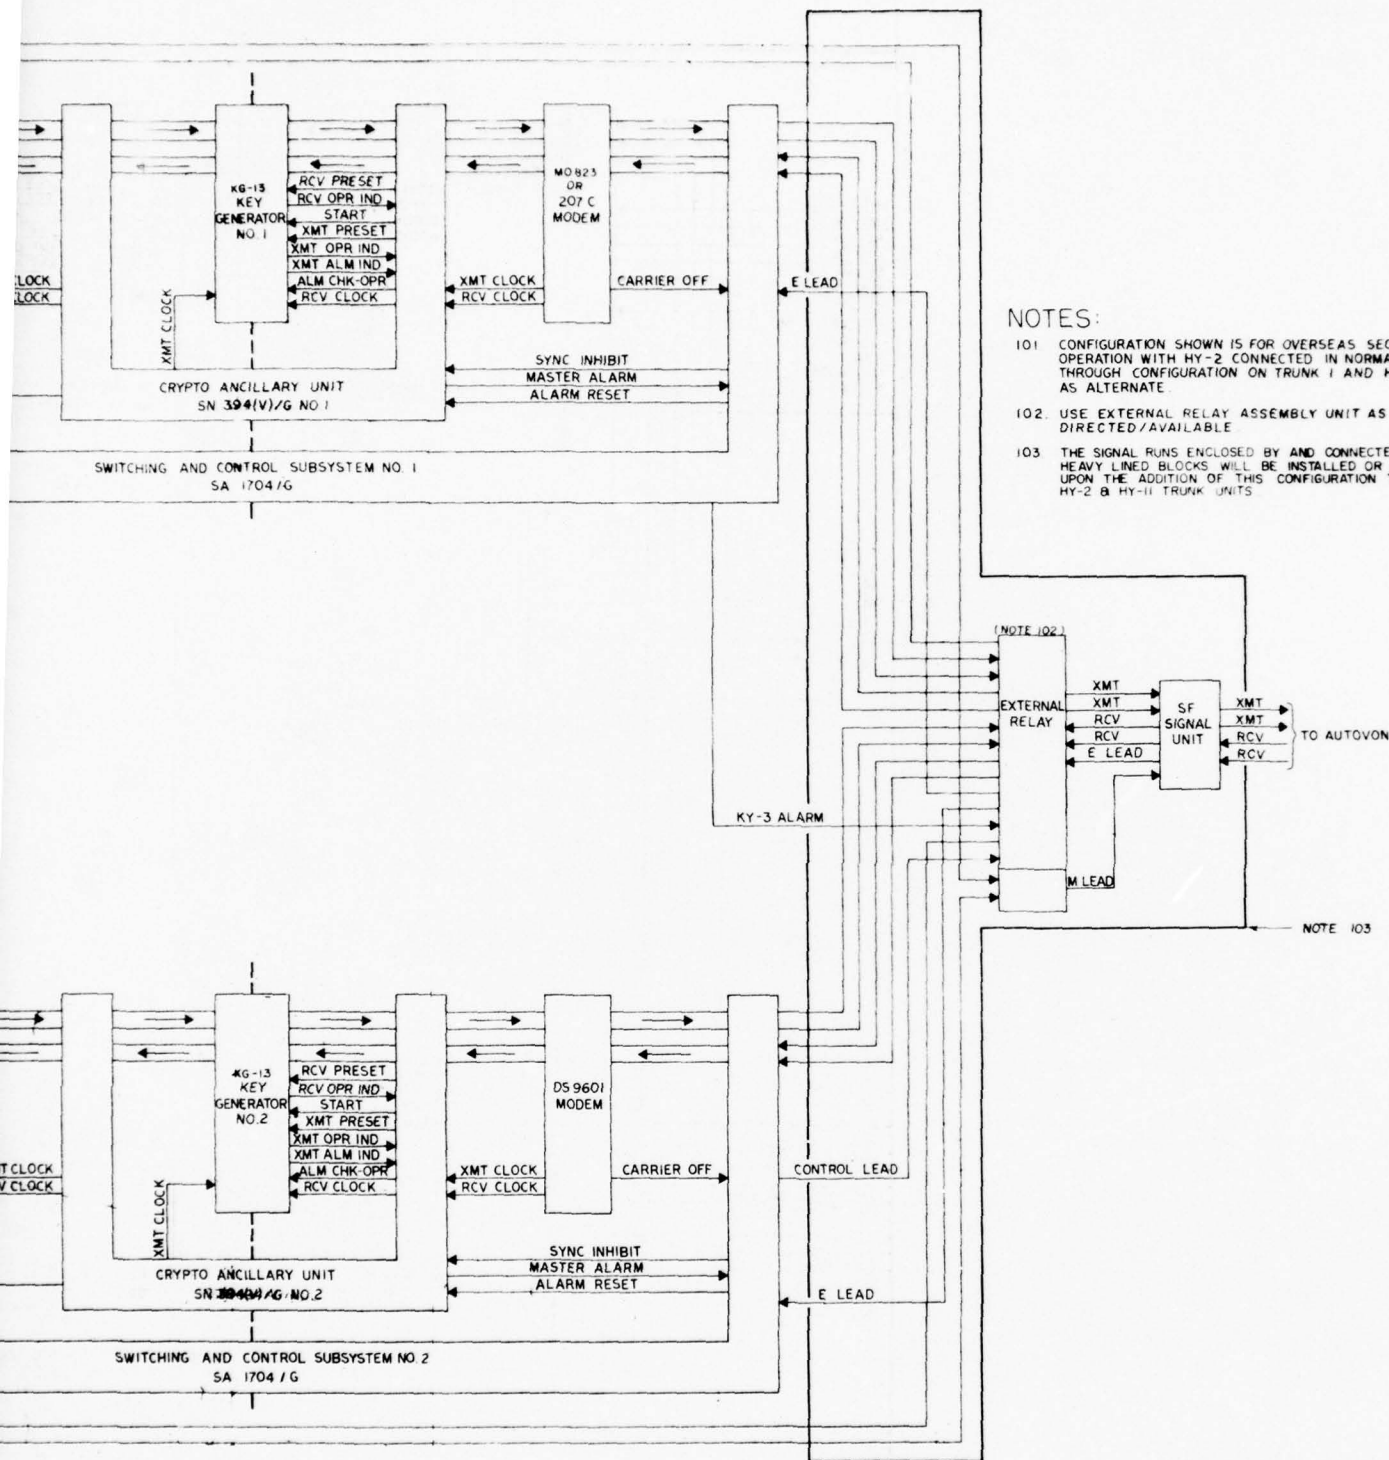 KG-13
KEY
GENERATOR
NO. 1
RCV PRESET
RCV OPR IND
START
XMT PRESET
XMT OPR IND
XMT ALM IND
ALM CHK-OPR
RCV CLOCK
CLOCK
CLOCK
XMT CLOCK
XMT CLOCK
RCV CLOCK
MO823
OR
207 C
MODEM
CARRIER OFF
E LEAD
SYNC INHIBIT
MASTER ALARM
ALARM RESET
CRYPTO ANCILLARY UNIT
SN 394(V)/G NO 1
SWITCHING AND CONTROL SUBSYSTEM NO. 1
SA 1704/G
NOTES:
101 CONFIGURATION SHOWN IS FOR OVERSEAS SEC
OPERATION WITH HY-2 CONNECTED IN NORMA
THROUGH CONFIGURATION ON TRUNK 1 AND H
AS ALTERNATE
102. USE EXTERNAL RELAY ASSEMBLY UNIT AS
DIRECTED/AVAILABLE
103 THE SIGNAL RUNS ENCLOSED BY AND CONNECTE
HEAVY LINED BLOCKS WILL BE INSTALLED OR
UPON THE ADDITION OF THIS CONFIGURATION T
HY-2 & HY-11 TRUNK UNITS
(NOTE 102)
EXTERNAL
RELAY
XMT
XMT
RCV
RCV
E LEAD
M LEAD
SF
SIGNAL
UNIT
XMT
XMT
RCV
RCV
TO AUTOVON
KY-3 ALARM
NOTE 103
KG-13
KEY
GENERATOR
NO.2
RCV PRESET
RCV OPR IND
START
XMT PRESET
XMT OPR IND
XMT ALM IND
ALM CHK-OPR
RCV CLOCK
T CLOCK
V CLOCK
XMT CLOCK
XMT CLOCK
RCV CLOCK
DS 9601
MODEM
CARRIER OFF
CONTROL LEAD
SYNC INHIBIT
MASTER ALARM
ALARM RESET
E LEAD
CRYPTO ANCILLARY UNIT
SN 394(V)/G NO.2
SWITCHING AND CONTROL SUBSYSTEM NO. 2
SA 1704 / G